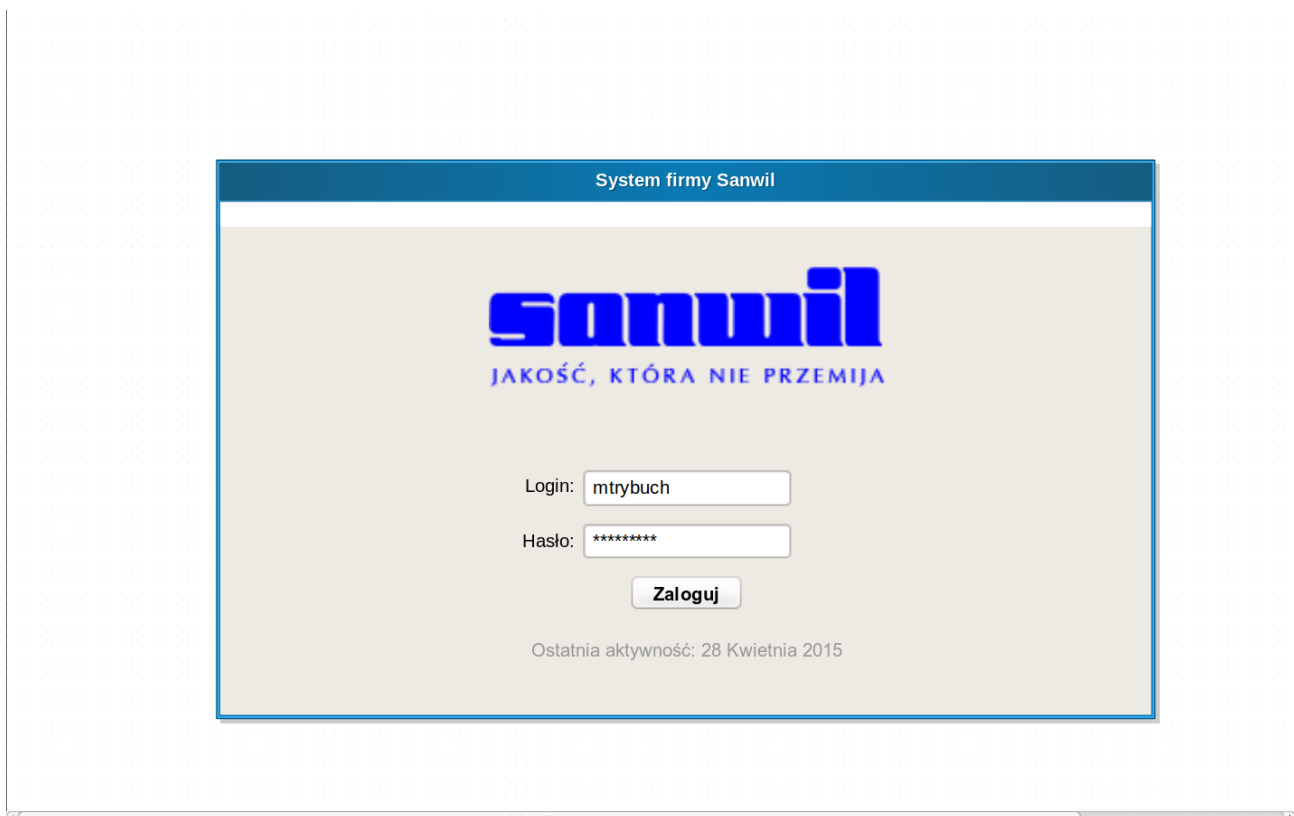 System firmy Sanwil
sanwil
JAKOŚĆ, KTÓRA NIE PRZEMIJA
Login: mtrybuch
Hasło: *********
Zaloguj
Ostatnia aktywność: 28 Kwietnia 2015